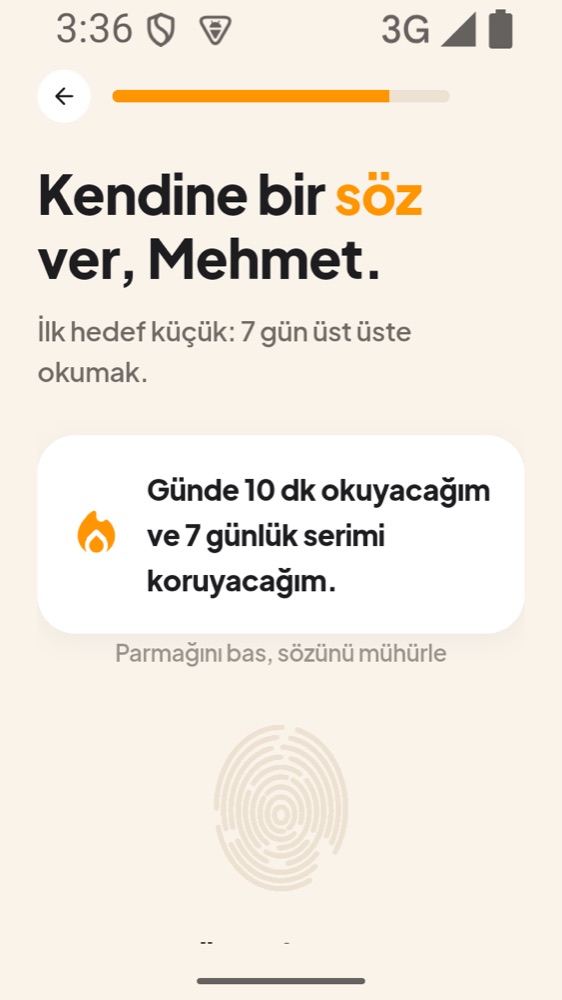 3:36
3G
Kendine bir söz
ver, Mehmet.
İlk hedef küçük: 7 gün üst üste
okumak.
Günde 10 dk okuyacağım
ve 7 günlük serimi
koruyacağım.
Parmağını bas, sözünü mühürle